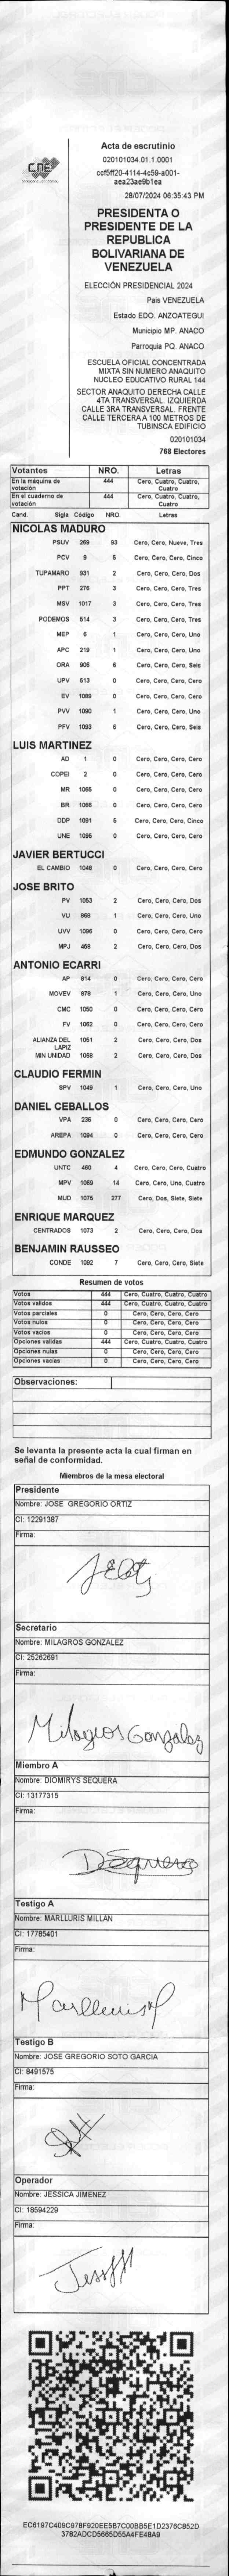 CNE
Acta de escrutinio
020101034.01.1.0001
ccf5ff20-4114-4c59-a001-
aea23ae9b1ea
28/07/2024 06:35:43 PM
PRESIDENTA O
PRESIDENTE DE LA
REPUBLICA
BOLIVARIANA DE
VENEZUELA
ELECCIÓN PRESIDENCIAL 2024
Pais VENEZUELA
Estado EDO. ANZOATEGUI
Municipio MP. ANACO
Parroquia PQ. ANACO
ESCUELA OFICIAL CONCENTRADA
MIXTA SIN NUMERO ANAQUITO
NUCLEO EDUCATIVO RURAL 144
SECTOR ANAQUITO DERECHA CALLE
4TA TRANSVERSAL. IZQUIERDA
CALLE 3RA TRANSVERSAL. FRENTE
CALLE TERCERA A 100 METROS DE
TUBINSCA EDIFICIO
020101034
768 Electores
Votantes NRO. Letras
En la máquina de votación 444 Cero, Cuatro, Cuatro, Cuatro
En el cuaderno de votación 444 Cero, Cuatro, Cuatro, Cuatro
Cand. Sigla Código NRO. Letras
NICOLAS MADURO
PSUV 269 93 Cero, Cero, Nueve, Tres
PCV 9 5 Cero, Cero, Cero, Cinco
TUPAMARO 931 2 Cero, Cero, Cero, Dos
PPT 276 3 Cero, Cero, Cero, Tres
MSV 1017 3 Cero, Cero, Cero, Tres
PODEMOS 514 3 Cero, Cero, Cero, Tres
MEP 6 1 Cero, Cero, Cero, Uno
APC 219 1 Cero, Cero, Cero, Uno
ORA 906 6 Cero, Cero, Cero, Seis
UPV 513 0 Cero, Cero, Cero, Cero
EV 1089 0 Cero, Cero, Cero, Cero
PVV 1090 1 Cero, Cero, Cero, Uno
PFV 1093 6 Cero, Cero, Cero, Seis
LUIS MARTINEZ
AD 1 0 Cero, Cero, Cero, Cero
COPEI 2 0 Cero, Cero, Cero, Cero
MR 1065 0 Cero, Cero, Cero, Cero
BR 1066 0 Cero, Cero, Cero, Cero
DDP 1091 5 Cero, Cero, Cero, Cinco
UNE 1095 0 Cero, Cero, Cero, Cero
JAVIER BERTUCCI
EL CAMBIO 1048 0 Cero, Cero, Cero, Cero
JOSE BRITO
PV 1053 2 Cero, Cero, Cero, Dos
VU 868 1 Cero, Cero, Cero, Uno
UVV 1096 0 Cero, Cero, Cero, Cero
MPJ 458 2 Cero, Cero, Cero, Dos
ANTONIO ECARRI
AP 814 0 Cero, Cero, Cero, Cero
MOVEV 979 1 Cero, Cero, Cero, Uno
CMC 1050 0 Cero, Cero, Cero, Cero
FV 1062 0 Cero, Cero, Cero, Cero
ALIANZA DEL LÁPIZ 1051 2 Cero, Cero, Cero, Dos
MIN UNIDAD 1068 2 Cero, Cero, Cero, Dos
CLAUDIO FERMIN
SPV 1049 1 Cero, Cero, Cero, Uno
DANIEL CEBALLOS
VPA 236 0 Cero, Cero, Cero, Cero
AREPA 1094 0 Cero, Cero, Cero, Cero
EDMUNDO GONZALEZ
UNTC 460 4 Cero, Cero, Cero, Cuatro
MPV 1069 14 Cero, Cero, Uno, Cuatro
MUD 1075 277 Cero, Dos, Siete, Siete
ENRIQUE MARQUEZ
CENTRADOS 1073 2 Cero, Cero, Cero, Dos
BENJAMIN RAUSSEO
CONDE 1092 7 Cero, Cero, Cero, Siete
Resumen de votos
Votos 444 Cero, Cuatro, Cuatro, Cuatro
Votos validos 444 Cero, Cuatro, Cuatro, Cuatro
Votos parciales 0 Cero, Cero, Cero, Cero
Votos nulos 0 Cero, Cero, Cero, Cero
Votos vacios 0 Cero, Cero, Cero, Cero
Opciones validas 444 Cero, Cuatro, Cuatro, Cuatro
Opciones nulas 0 Cero, Cero, Cero, Cero
Opciones vacias 0 Cero, Cero, Cero, Cero
Observaciones:
Se levanta la presente acta la cual firman en
señal de conformidad.
Miembros de la mesa electoral
Presidente
Nombre: JOSE GREGORIO ORTIZ
CI: 12291387
Firma:
Secretario
Nombre: MILAGROS GONZALEZ
CI: 25262691
Firma:
Milagros Gonzalez
Miembro A
Nombre: DIOMIRYS SEQUERA
CI: 13177315
Firma:
DSequera
Testigo A
Nombre: MARLLURIS MILLAN
CI: 17785401
Firma:
Testigo B
Nombre: JOSE GREGORIO SOTO GARCIA
CI: 8491575
Firma:
Operador
Nombre: JESSICA JIMENEZ
CI: 18594229
Firma:
EC6197C409C978F920EE5B7C00BB5E1D2376C852D
3782ADCD5665D55A4FE48A9